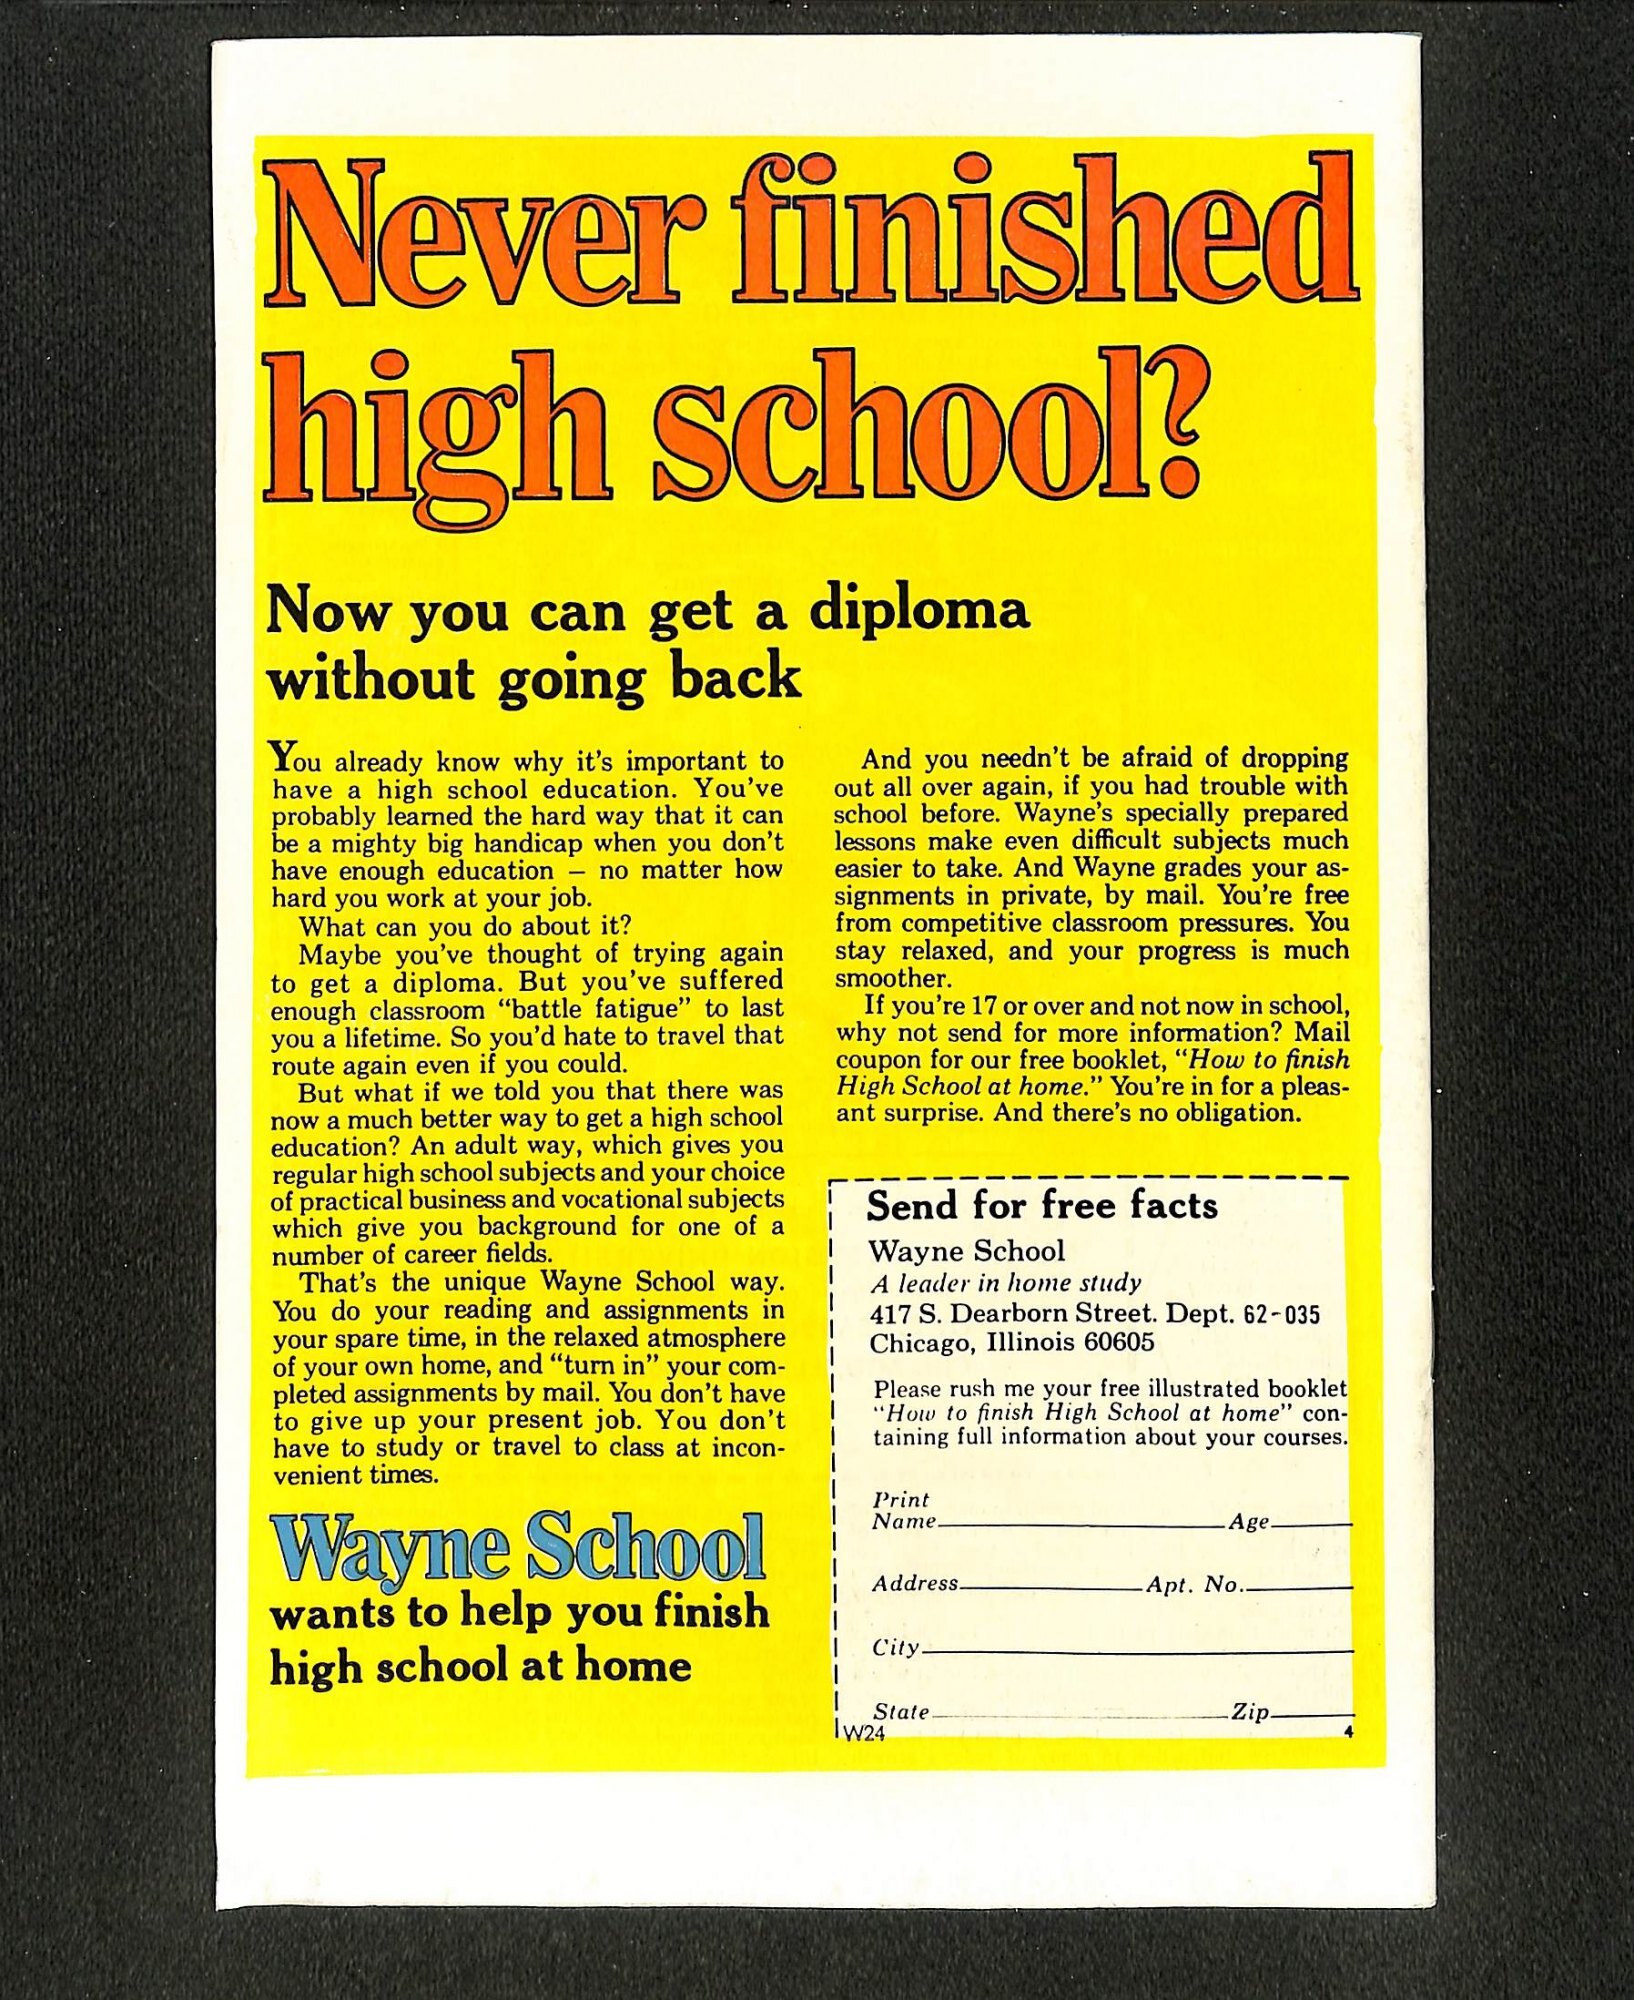 Never finished
high school?
Now you can get a diploma
without going back
You already know why it's important to
have a high school education. You've
probably learned the hard way that it can
be a mighty big handicap when you don't
have enough education — no matter how
hard you work at your job.
What can you do about it?
Maybe you've thought of trying again
to get a diploma. But you've suffered
enough classroom "battle fatigue" to last
you a lifetime. So you'd hate to travel that
route again even if you could.
But what if we told you that there was
now a much better way to get a high school
education? An adult way, which gives you
regular high school subjects and your choice
of practical business and vocational subjects
which give you background for one of a
number of career fields.
That's the unique Wayne School way.
You do your reading and assignments in
your spare time, in the relaxed atmosphere
of your own home, and "turn in" your com-
pleted assignments by mail. You don't have
to give up your present job. You don't
have to study or travel to class at incon-
venient times.
Wayne School
wants to help you finish
high school at home
And you needn't be afraid of dropping
out all over again, if you had trouble with
school before. Wayne's specially prepared
lessons make even difficult subjects much
easier to take. And Wayne grades your as-
signments in private, by mail. You're free
from competitive classroom pressures. You
stay relaxed, and your progress is much
smoother.
If you're 17 or over and not now in school,
why not send for more information? Mail
coupon for our free booklet, "How to finish
High School at home." You're in for a pleas-
ant surprise. And there's no obligation.
Send for free facts
Wayne School
A leader in home study
417 S. Dearborn Street. Dept. 62-035
Chicago, Illinois 60605
Please rush me your free illustrated booklet
"How to finish High School at home" con-
taining full information about your courses.
Print
Name Age
Address Apt. No.
City
State Zip
W24 4